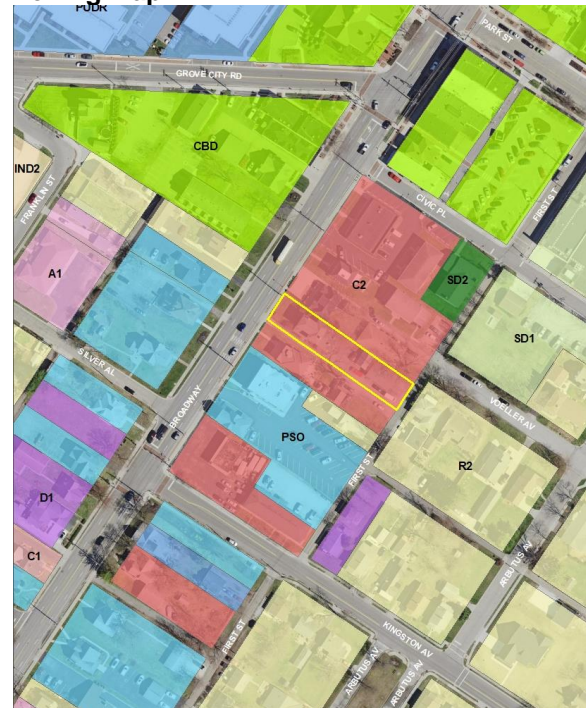 PUDR
PARK ST
GROVE CITY RD
CBD
IND2
FRANKLIN ST
CIVIC PL
FIRST ST
A1
C2
SD2
SD1
SILVER AL
BROADWAY
VOELLER AV
PSO
FIRST ST
R2
D1
C1
ARBUTUS AV
FIRST ST
KINGSTON AV
ARBUTUS AV
ARBUTUS AV